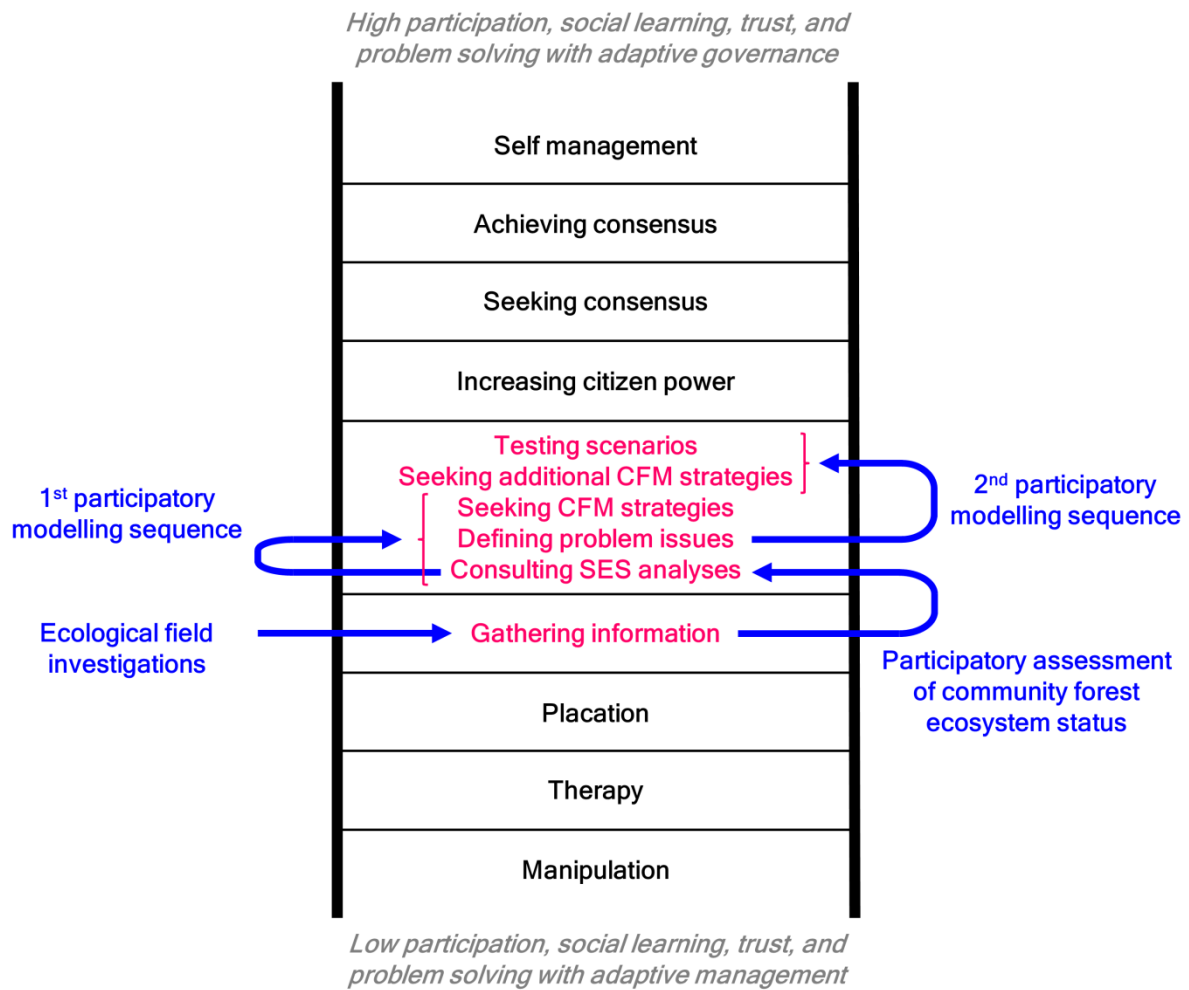 High participation, social learning, trust, and
problem solving with adaptive governance
Self management
Achieving consensus
Seeking consensus
Increasing citizen power
Testing scenarios
Seeking additional CFM strategies
Seeking CFM strategies
Defining problem issues
Consulting SES analyses
1st participatory
modelling sequence
2nd participatory
modelling sequence
Ecological field
investigations
Gathering information
Participatory assessment
of community forest
ecosystem status
Placation
Therapy
Manipulation
Low participation, social learning, trust, and
problem solving with adaptive management